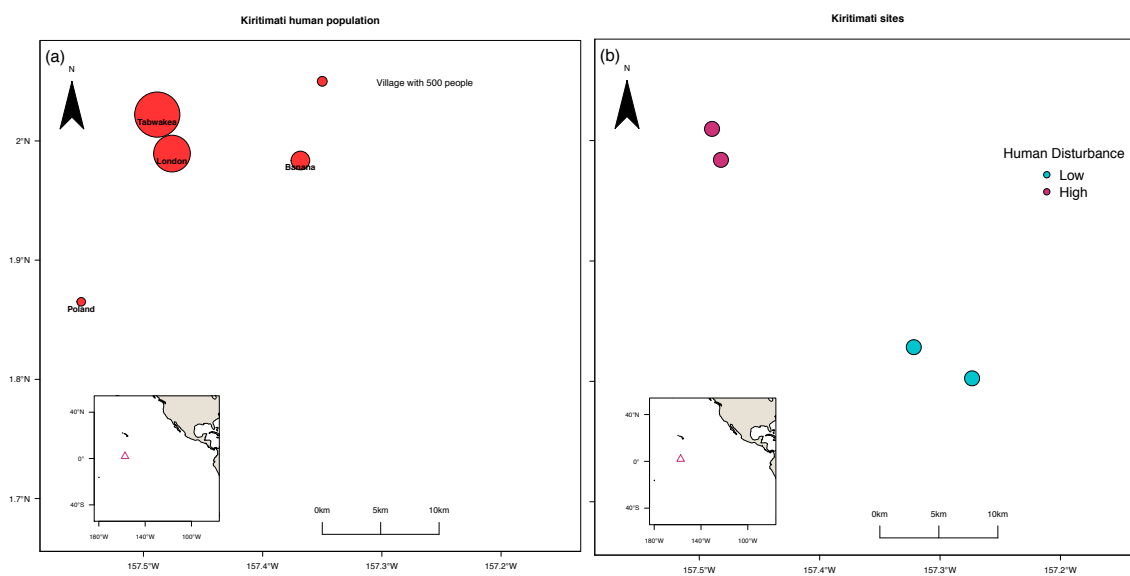 Kiritimati human population
(a)
N
Village with 500 people
Tabwakea
London
Banana
Poland
2°N
1.9°N
1.8°N
1.7°N
40°N
0°
40°S
180°W
140°W
100°W
0km
5km
10km
157.5°W
157.4°W
157.3°W
157.2°W
Kiritimati sites
(b)
N
Human Disturbance
Low
High
40°N
0°
40°S
180°W
140°W
100°W
0km
5km
10km
157.5°W
157.4°W
157.3°W
157.2°W